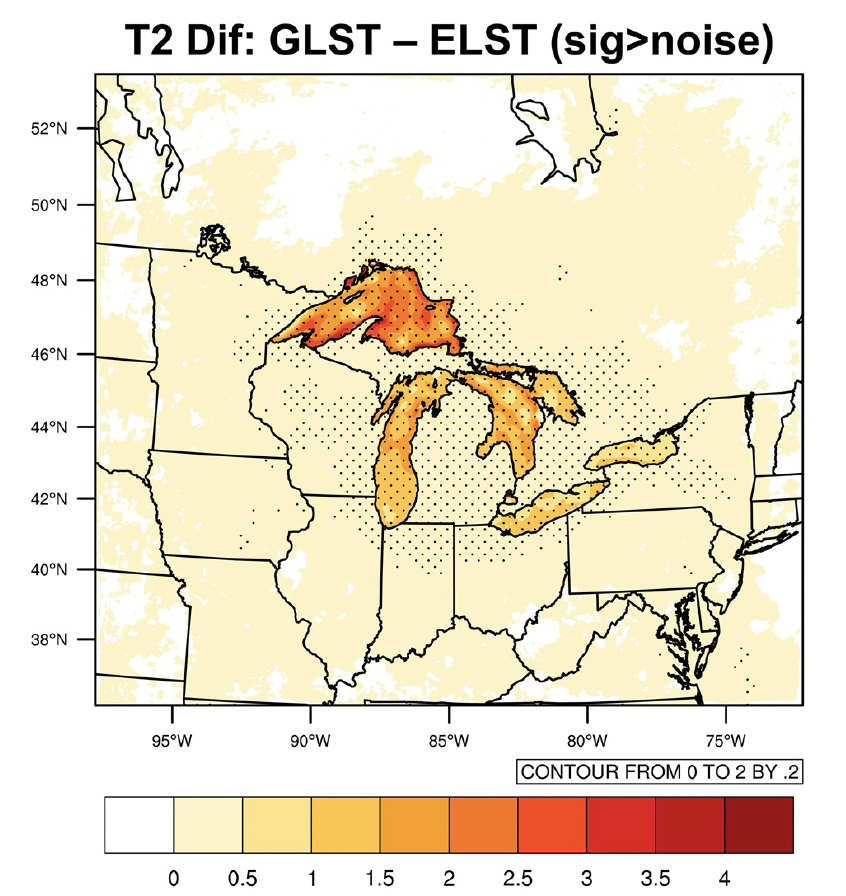 T2 Dif: GLST – ELST (sig>noise)
52°N
50°N
48°N
46°N
44°N
42°N
40°N
38°N
95°W 90°W 85°W 80°W 75°W
CONTOUR FROM 0 TO 2 BY .2
0 0.5 1 1.5 2 2.5 3 3.5 4